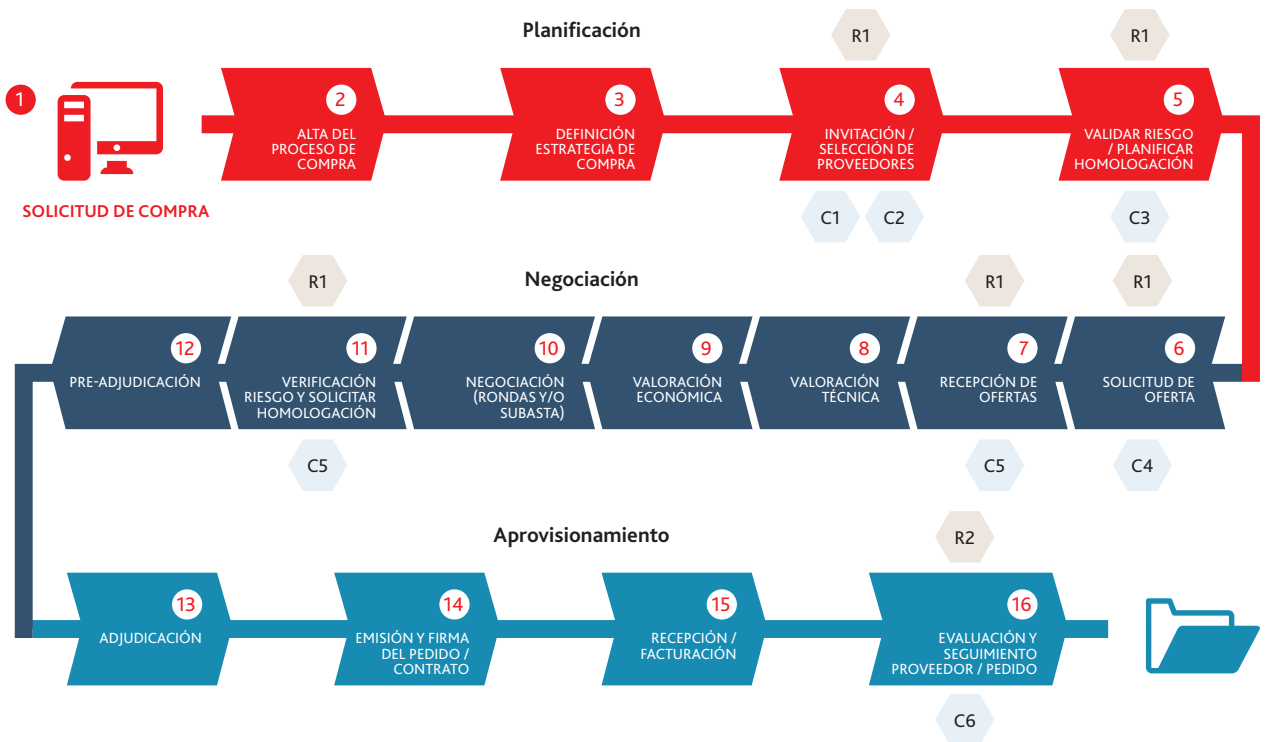 Planificación
R1
R1
1
2
3
4
5
ALTA DEL
PROCESO DE
COMPRA
DEFINICIÓN
ESTRATEGIA DE
COMPRA
INVITACIÓN /
SELECCIÓN DE
PROVEEDORES
VALIDAR RIESGO
/ PLANIFICAR
HOMOLOGACIÓN
SOLICITUD DE COMPRA
C1
C2
C3
Negociación
R1
R1
R1
12
11
10
9
8
7
6
PRE-ADJUDICACIÓN
VERIFICACIÓN
RIESGO Y SOLICITAR
HOMOLOGACIÓN
NEGOCIACIÓN
(RONDAS Y/O
SUBASTA)
VALORACIÓN
ECONÓMICA
VALORACIÓN
TÉCNICA
RECEPCIÓN DE
OFERTAS
SOLICITUD DE
OFERTA
C5
C5
C4
Aprovisionamiento
R2
13
14
15
16
ADJUDICACIÓN
EMISIÓN Y FIRMA
DEL PEDIDO /
CONTRATO
RECEPCIÓN /
FACTURACIÓN
EVALUACIÓN Y
SEGUIMIENTO
PROVEEDOR / PEDIDO
C6